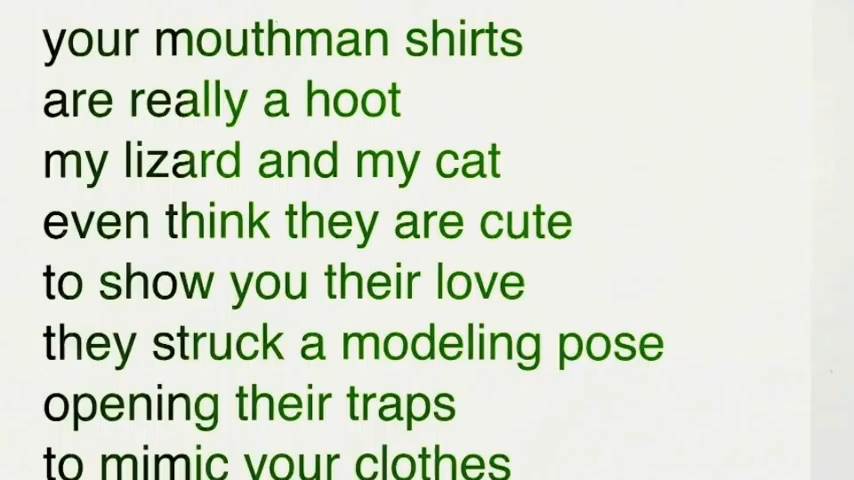 your mouthman shirts
are really a hoot
my lizard and my cat
even think they are cute
to show you their love
they struck a modeling pose
opening their traps
to mimic your clothes